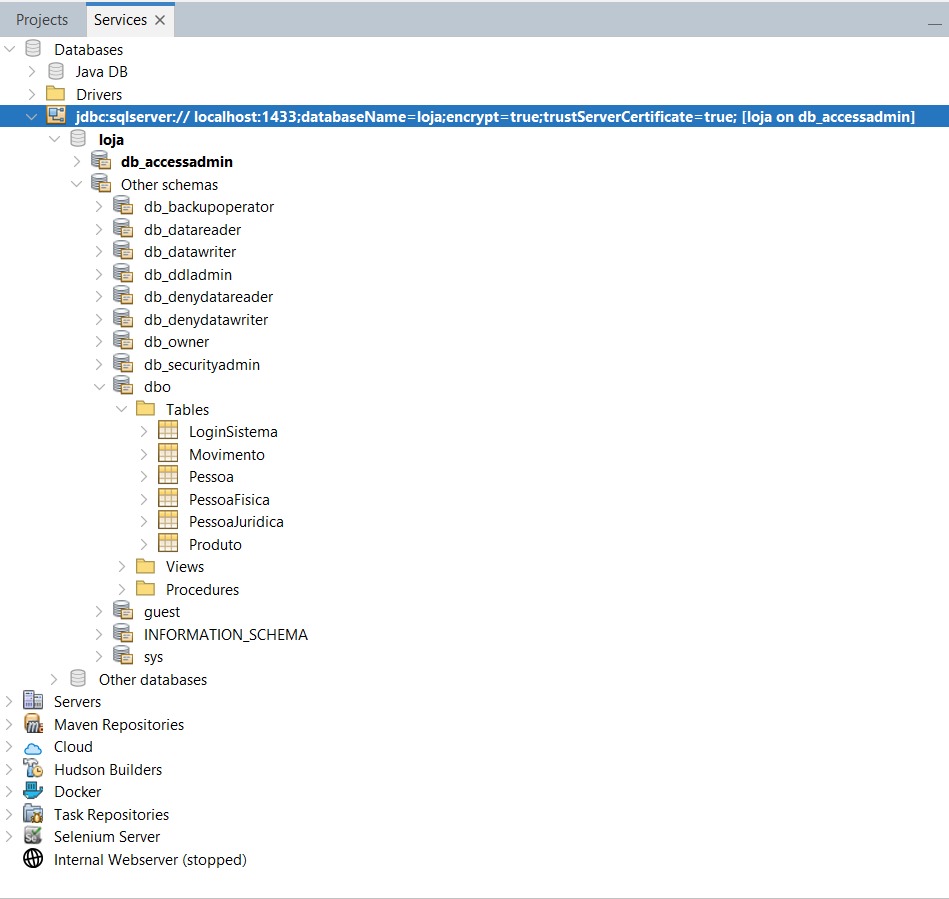 Projects Services
Databases
Java DB
Drivers
jdbc:sqlserver:// localhost:1433;databaseName=loja;encrypt=true;trustServerCertificate=true; [loja on db_accessadmin]
loja
db_accessadmin
Other schemas
db_backupoperator
db_datareader
db_datawriter
db_ddladmin
db_denydatareader
db_denydatawriter
db_owner
db_securityadmin
dbo
Tables
LoginSistema
Movimento
Pessoa
PessoaFisica
PessoaJuridica
Produto
Views
Procedures
guest
INFORMATION_SCHEMA
sys
Other databases
Servers
Maven Repositories
Cloud
Hudson Builders
Docker
Task Repositories
Selenium Server
Internal Webserver (stopped)